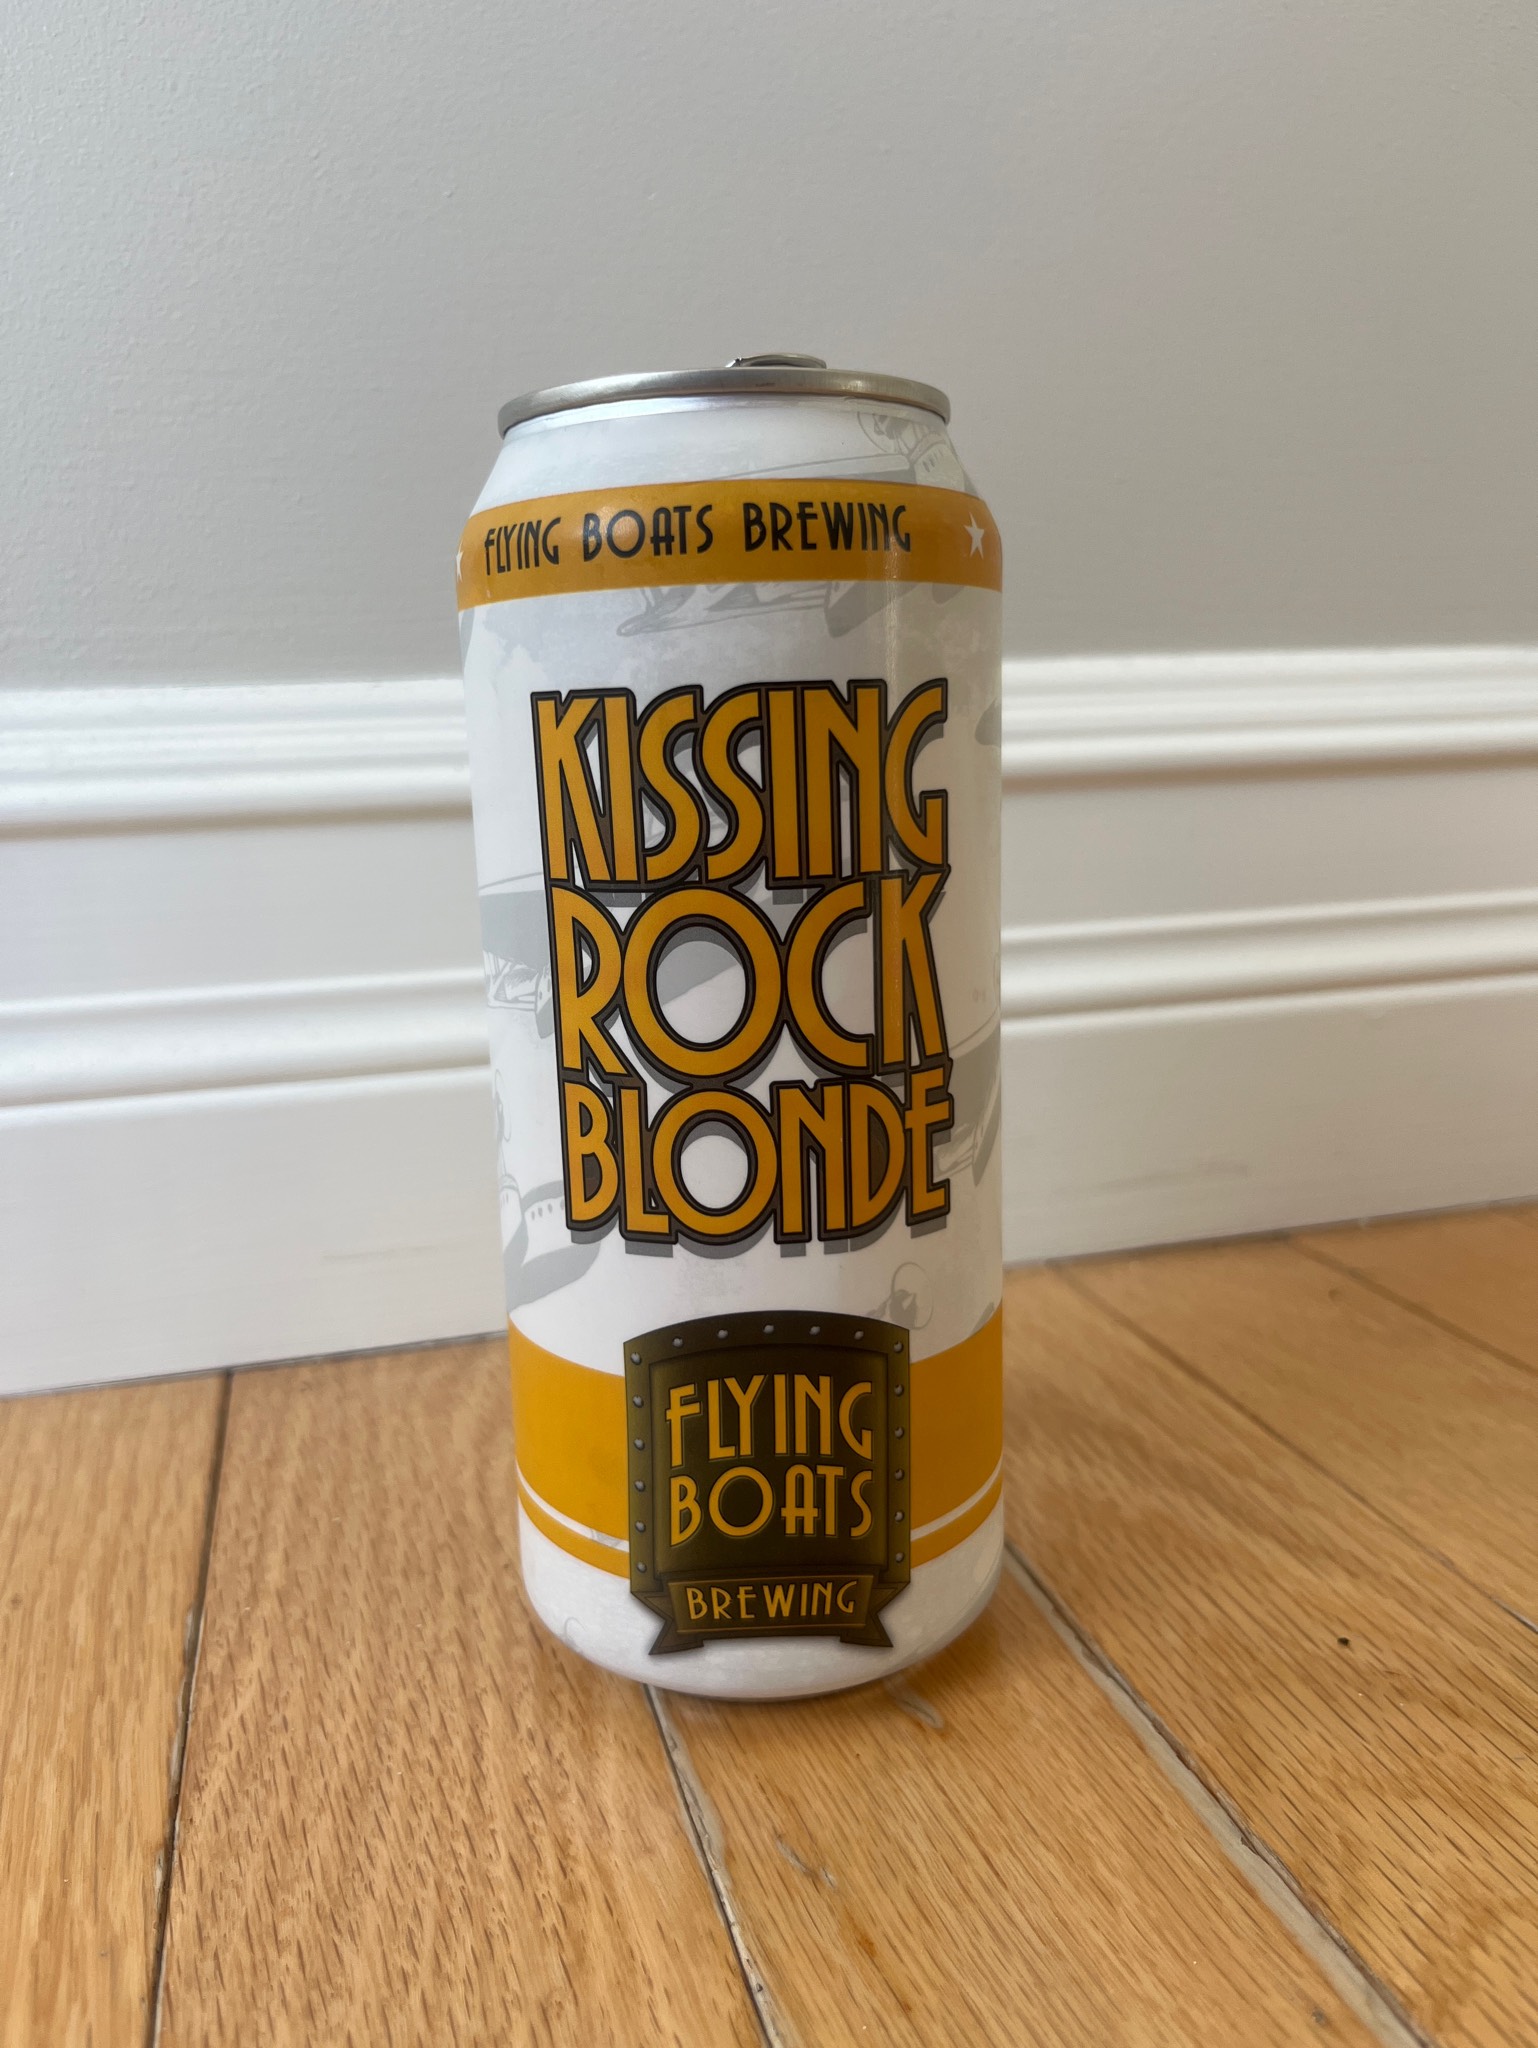 FLYING BOATS BREWING
KISSING
ROCK
BLONDE
FLYING
BOATS
BREWING